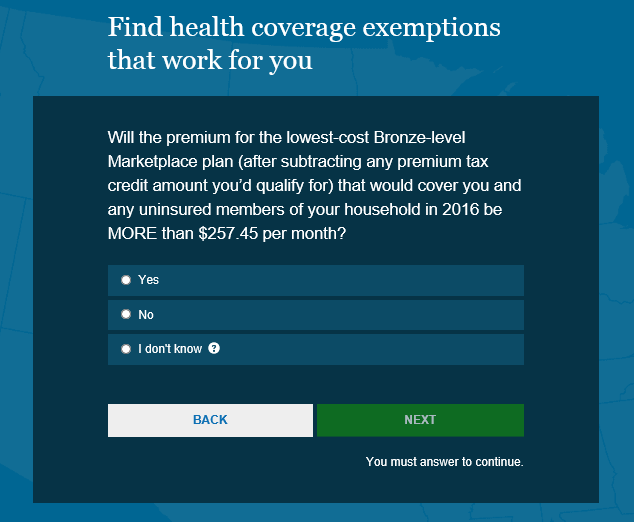 Find health coverage exemptions
that work for you
Will the premium for the lowest-cost Bronze-level
Marketplace plan (after subtracting any premium tax
credit amount you’d qualify for) that would cover you and
any uninsured members of your household in 2016 be
MORE than $257.45 per month?
Yes
No
I don't know ?
BACK
NEXT
You must answer to continue.